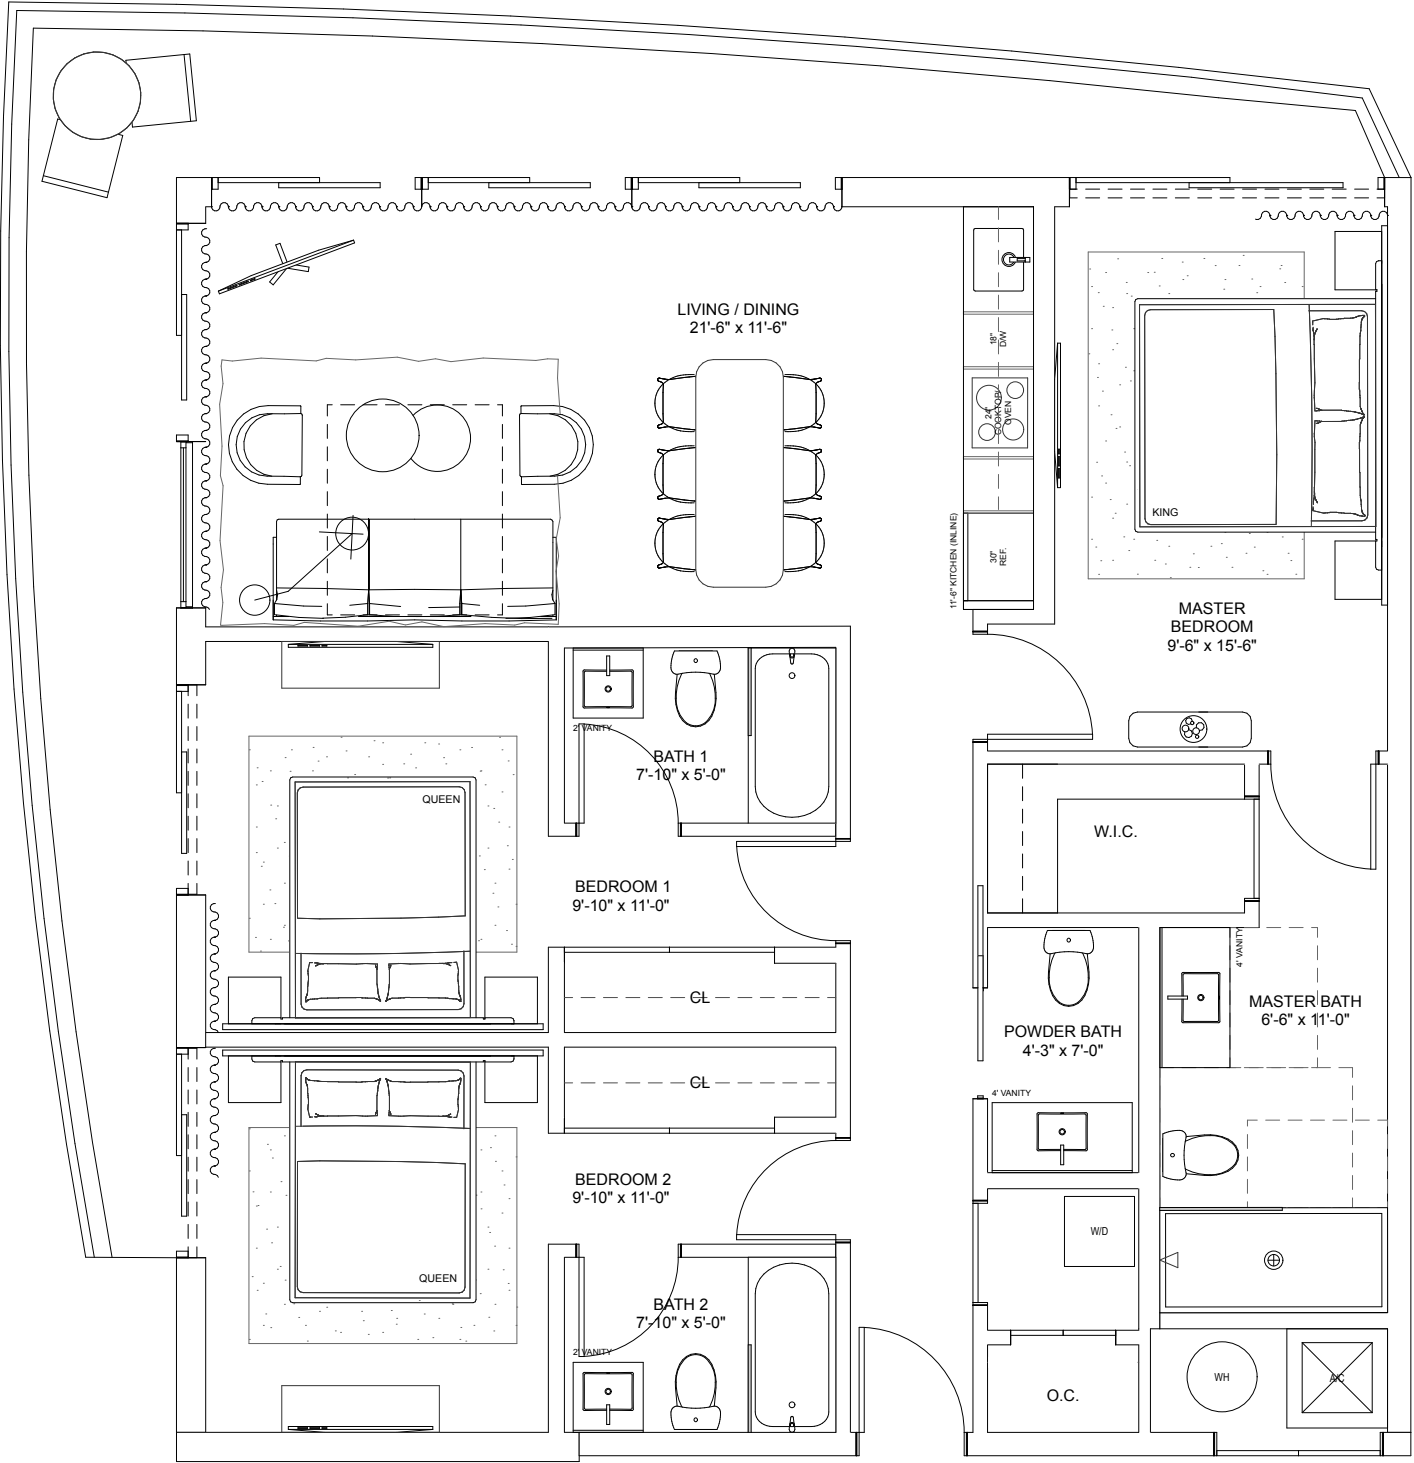 LIVING / DINING
21'-6" x 11'-6"
18"
D/W
24"
COOKTOP/
OVEN
30"
REF.
11'-6" KITCHEN (INLINE)
KING
MASTER
BEDROOM
9'-6" x 15'-6"
2' VANITY
BATH 1
7'-10" x 5'-0"
QUEEN
W.I.C.
BEDROOM 1
9'-10" x 11'-0"
CL
4' VANITY
MASTER BATH
6'-6" x 11'-0"
POWDER BATH
4'-3" x 7'-0"
CL
4' VANITY
BEDROOM 2
9'-10" x 11'-0"
W/D
QUEEN
BATH 2
7'-10" x 5'-0"
2' VANITY
WH
A/C
O.C.